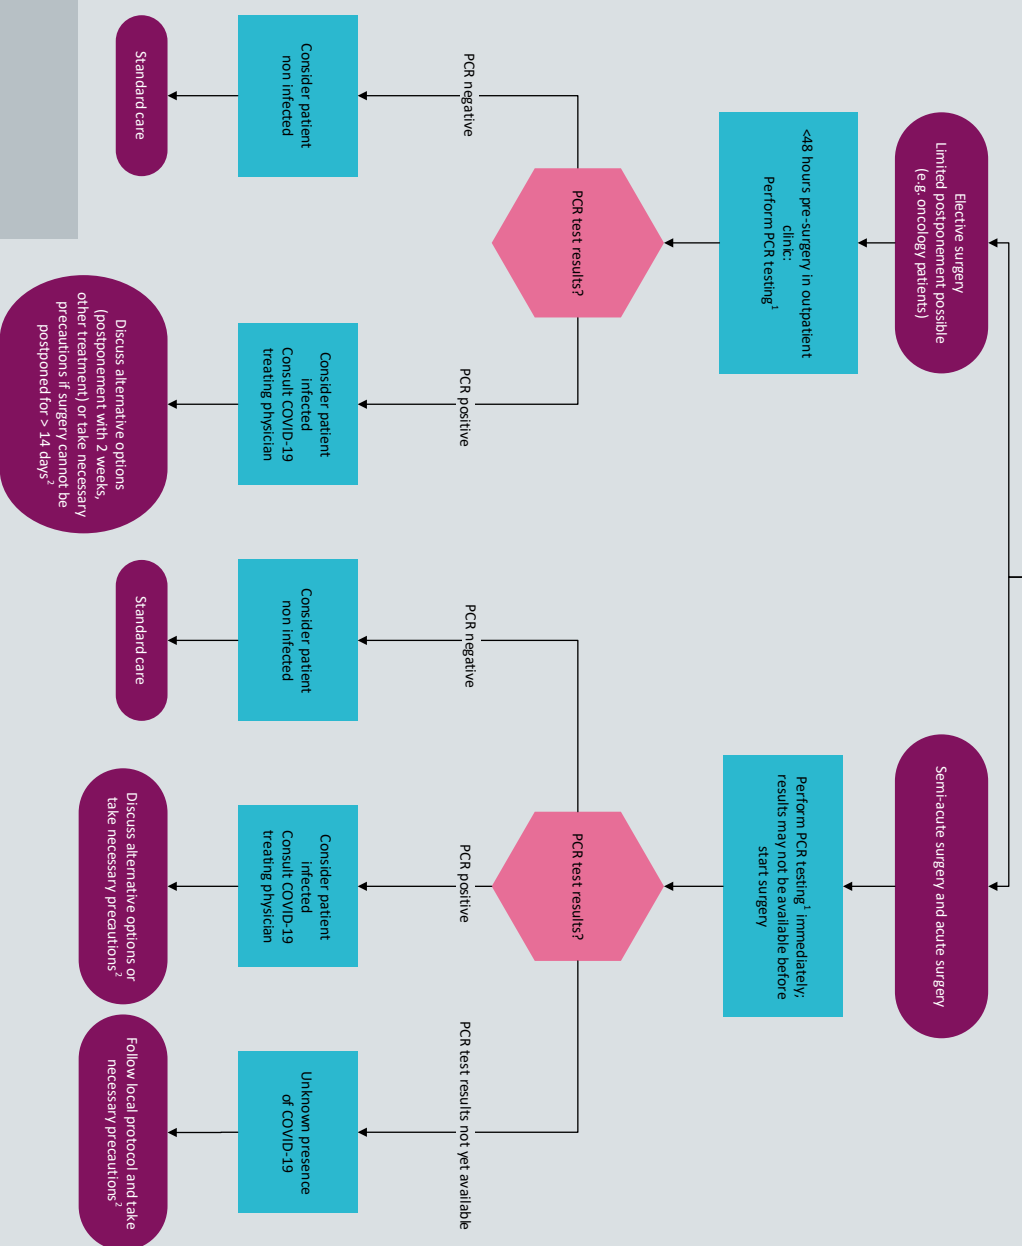 Elective surgery
Limited postponement possible
(e.g. oncology patients)
<48 hours pre-surgery in outpatient
clinic:
Perform PCR testing¹
PCR test results?
PCR negative
Consider patient
non infected
Standard care
PCR positive
Consider patient
infected
Consult COVID-19
treating physician
Discuss alternative options
(postponement with 2 weeks,
other treatment) or take necessary
precautions if surgery cannot be
postponed for > 14 days²
Semi-acute surgery and acute surgery
Perform PCR testing¹ immediately;
results may not be available before
start surgery
PCR test results?
PCR negative
Consider patient
non infected
Standard care
PCR positive
Consider patient
infected
Consult COVID-19
treating physician
Discuss alternative options or
take necessary precautions²
PCR test results not yet available
Unknown presence
of COVID-19
Follow local protocol and take
necessary precautions²